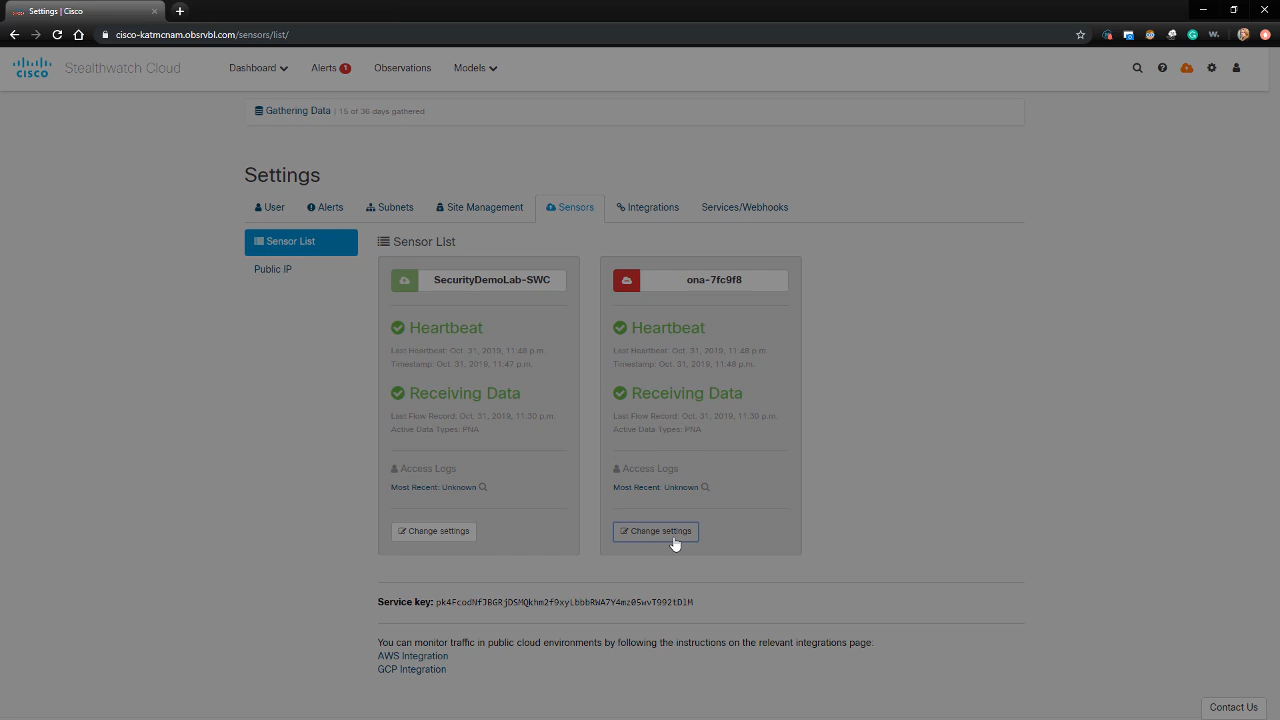 Settings | Cisco
cisco-katmcnam.obsrvbl.com/sensors/list/
CISCO
Stealthwatch Cloud
Dashboard
Alerts 1
Observations
Models
Gathering Data | 15 of 36 days gathered
Settings
User
Alerts
Subnets
Site Management
Sensors
Integrations
Services/Webhooks
Sensor List
Public IP
Sensor List
SecurityDemoLab-SWC
Heartbeat
Last Heartbeat: Oct. 31, 2019, 11:48 p.m.
Timestamp: Oct. 31, 2019, 11:47 p.m.
Receiving Data
Last Flow Record: Oct. 31, 2019, 11:30 p.m.
Active Data Types: PNA
Access Logs
Most Recent: Unknown
Change settings
ona-7fc9f8
Heartbeat
Last Heartbeat: Oct. 31, 2019, 11:48 p.m.
Timestamp: Oct. 31, 2019, 11:48 p.m.
Receiving Data
Last Flow Record: Oct. 31, 2019, 11:30 p.m.
Active Data Types: PNA
Access Logs
Most Recent: Unknown
Change settings
Service key:
You can monitor traffic in public cloud environments by following the instructions on the relevant integrations page:
AWS Integration
GCP Integration
Contact Us